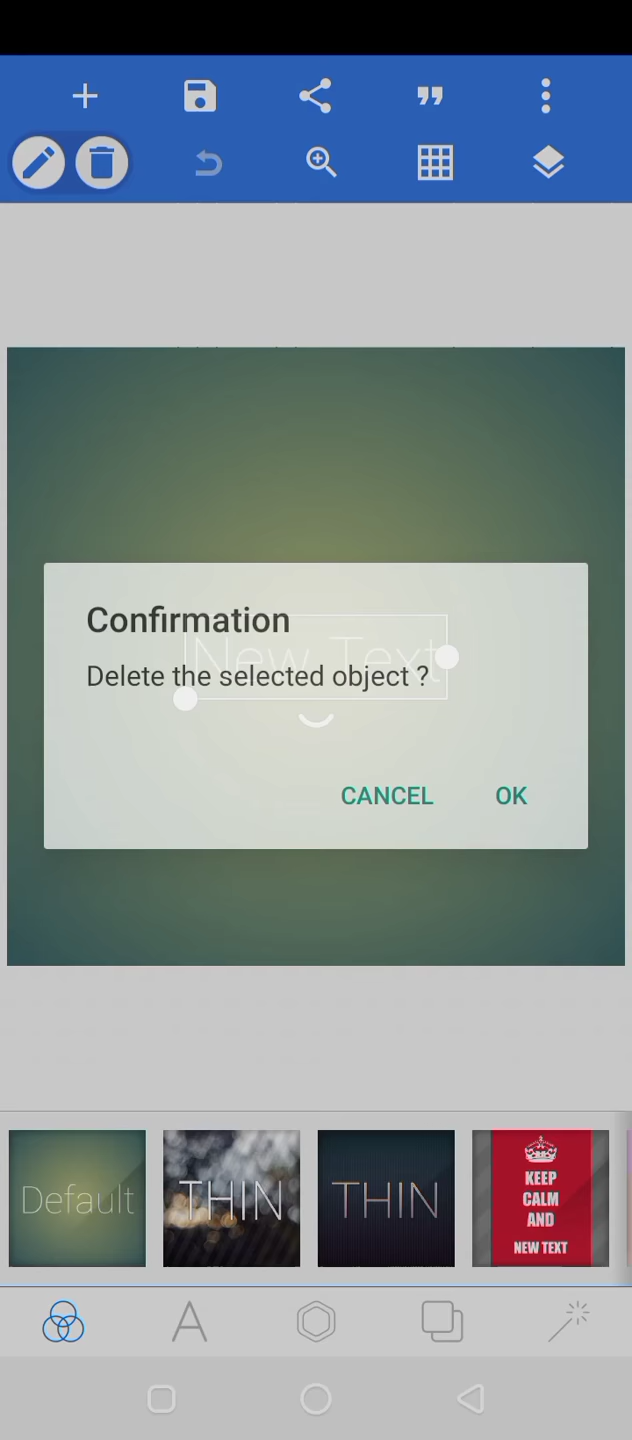 Confirmation
New Text
Delete the selected object ?
CANCEL
OK
Default
THIN
THIN
KEEP
CALM
AND
NEW TEXT
A